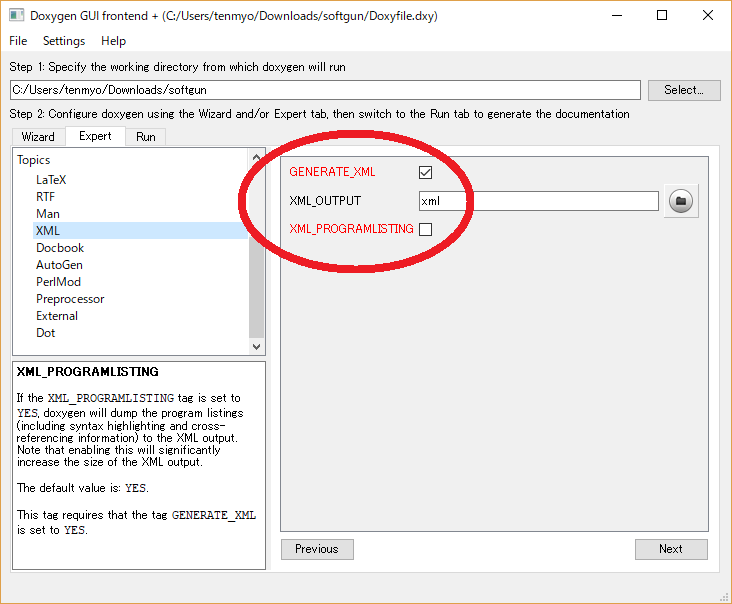 Doxygen GUI frontend + (C:/Users/tenmyo/Downloads/softgun/Doxyfile.dxy)
File Settings Help
Step 1: Specify the working directory from which doxygen will run
C:/Users/tenmyo/Downloads/softgun Select...
Step 2: Configure doxygen using the Wizard and/or Expert tab, then switch to the Run tab to generate the documentation
Wizard Expert Run
Topics
LaTeX
RTF
Man
XML
Docbook
AutoGen
PerlMod
Preprocessor
External
Dot
GENERATE_XML
XML_OUTPUT xml
XML_PROGRAMLISTING
XML_PROGRAMLISTING
If the XML_PROGRAMLISTING tag is set to
YES, doxygen will dump the program listings
(including syntax highlighting and cross-
referencing information) to the XML output.
Note that enabling this will significantly
increase the size of the XML output.
The default value is: YES.
This tag requires that the tag GENERATE_XML
is set to YES.
Previous Next